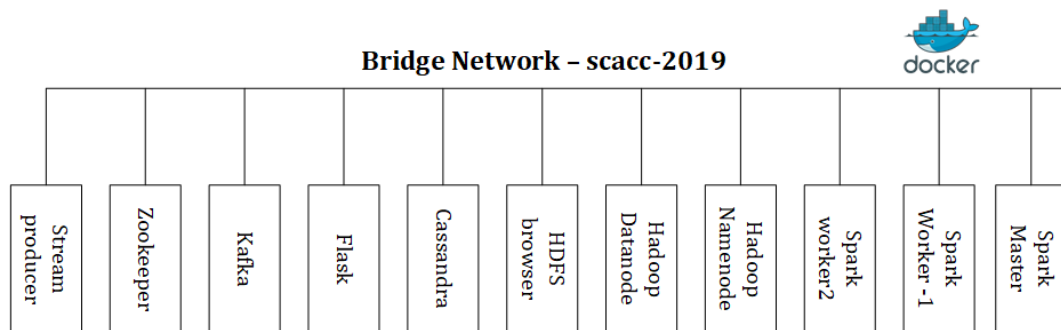 Bridge Network – scacc-2019
docker
Stream
producer
Zookeeper
Kafka
Flask
Cassandra
HDFS
browser
Hadoop
Datanode
Hadoop
Namenode
Spark
worker2
Spark
Worker -1
Spark
Master